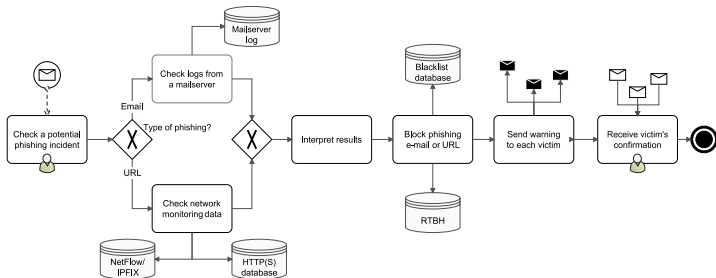 Mailserver
log
Check logs from
a mailserver
Blacklist
database
Email
Check a potential
phishing incident
Type of phishing?
Interpret results
Block phishing
e-mail or URL
Send warning
to each victim
Receive victim's
confirmation
URL
Check network
monitoring data
RTBH
NetFlow/
IPFIX
HTTP(S)
database